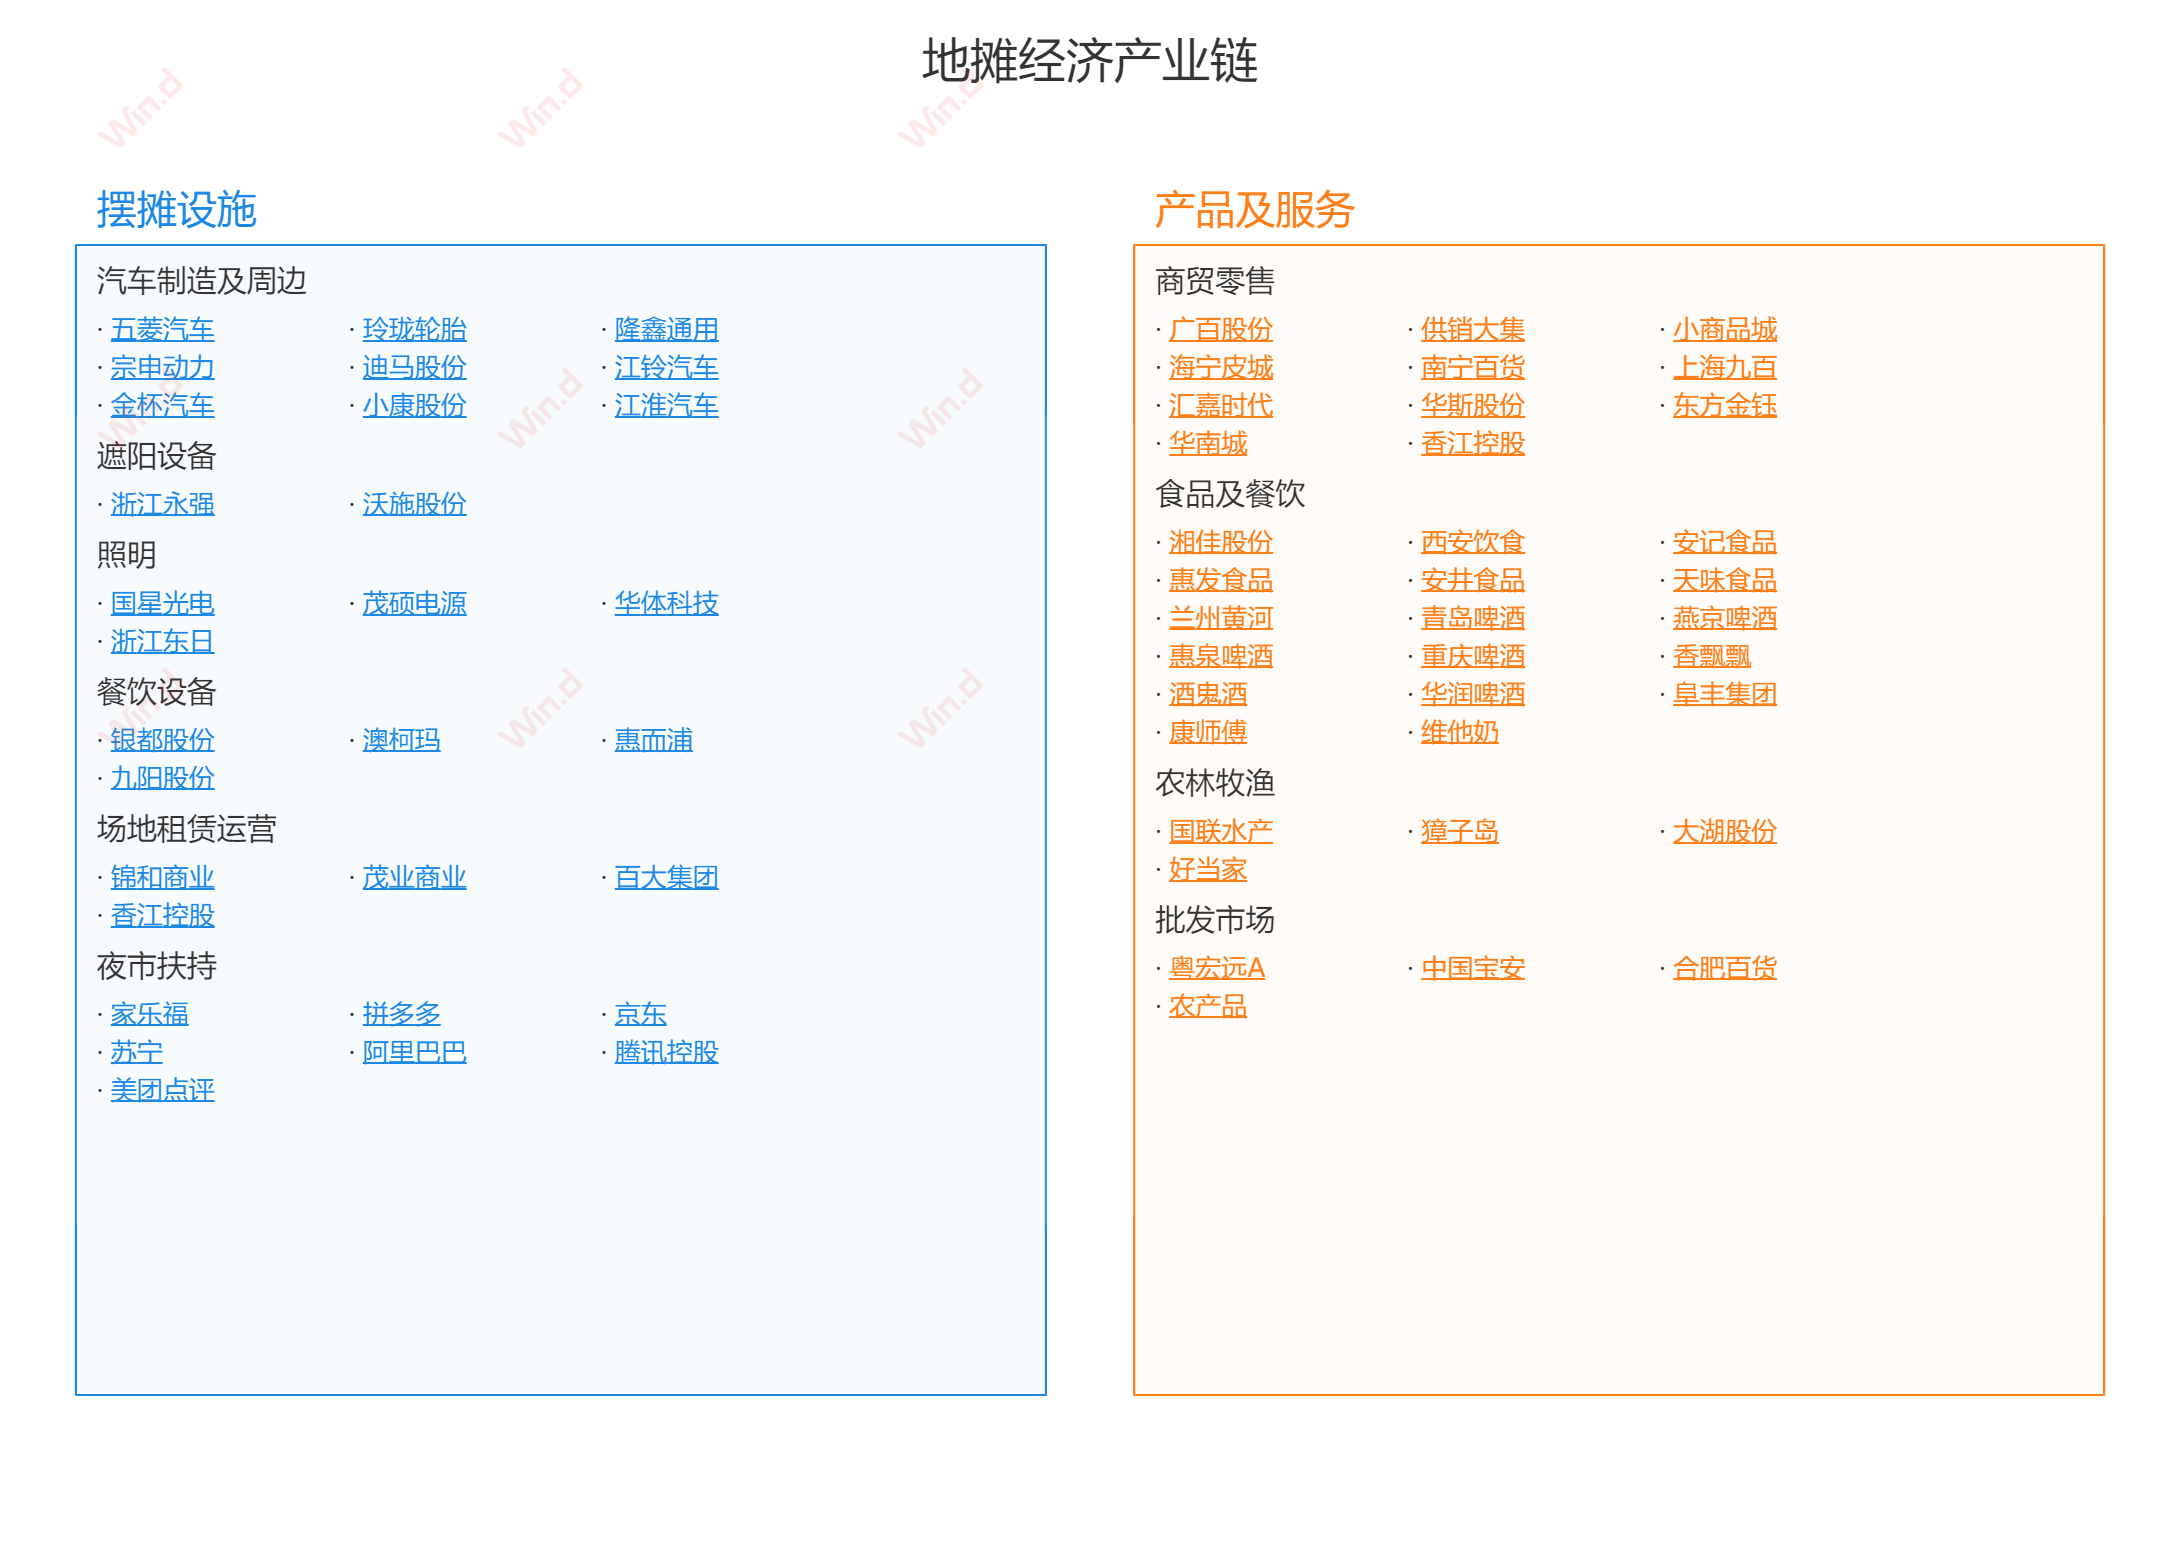 地摊经济产业链
摆摊设施
汽车制造及周边
· 五菱汽车 · 玲珑轮胎 · 隆鑫通用
· 宗申动力 · 迪马股份 · 江铃汽车
· 金杯汽车 · 小康股份 · 江淮汽车
遮阳设备
· 浙江永强 · 沃施股份
照明
· 国星光电 · 茂硕电源 · 华体科技
· 浙江东日
餐饮设备
· 银都股份 · 澳柯玛 · 惠而浦
· 九阳股份
场地租赁运营
· 锦和商业 · 茂业商业 · 百大集团
· 香江控股
夜市扶持
· 家乐福 · 拼多多 · 京东
· 苏宁 · 阿里巴巴 · 腾讯控股
· 美团点评
产品及服务
商贸零售
· 广百股份 · 供销大集 · 小商品城
· 海宁皮城 · 南宁百货 · 上海九百
· 汇嘉时代 · 华斯股份 · 东方金钰
· 华南城 · 香江控股
食品及餐饮
· 湘佳股份 · 西安饮食 · 安记食品
· 惠发食品 · 安井食品 · 天味食品
· 兰州黄河 · 青岛啤酒 · 燕京啤酒
· 惠泉啤酒 · 重庆啤酒 · 香飘飘
· 酒鬼酒 · 华润啤酒 · 阜丰集团
· 康师傅 · 维他奶
农林牧渔
· 国联水产 · 獐子岛 · 大湖股份
· 好当家
批发市场
· 粤宏远A · 中国宝安 · 合肥百货
· 农产品
Win.d
Win.d
Win.d
Win.d
Win.d
Win.d
Win.d
Win.d
Win.d